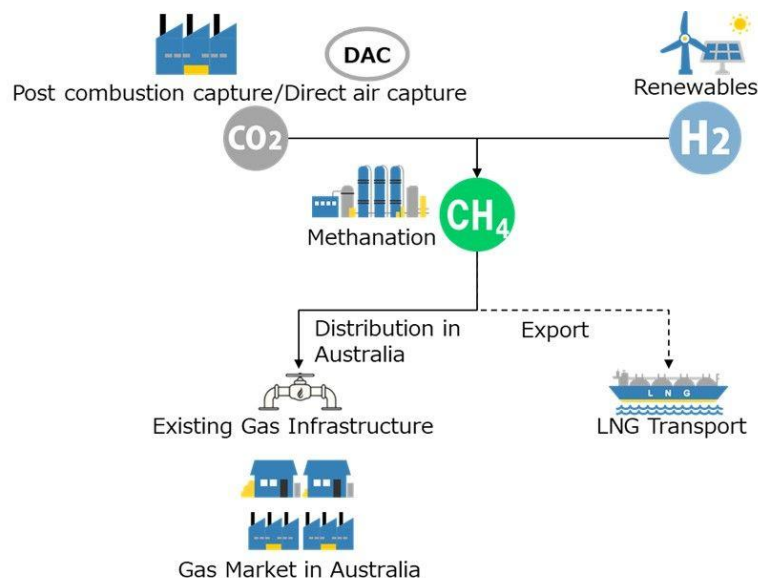 DAC
Post combustion capture/Direct air capture
Renewables
CO2
H2
CH4
Methanation
Distribution in
Australia
Export
Existing Gas Infrastructure
L N G
LNG Transport
Gas Market in Australia